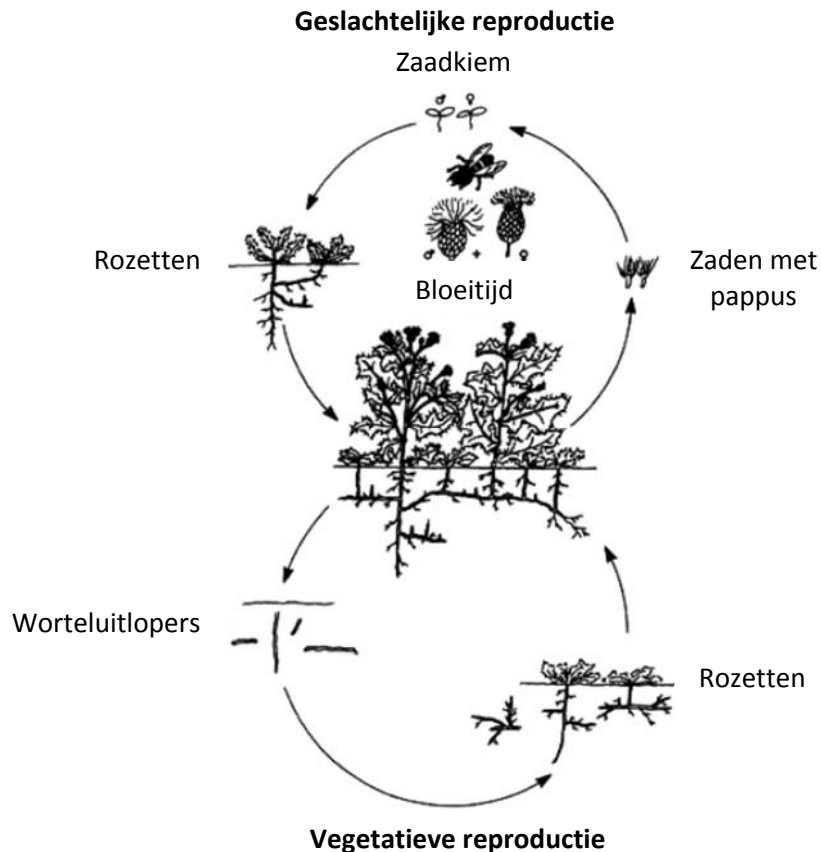 Geslachtelijke reproductie
Zaadkiem
♂ ♀
♂ + ♀
Rozetten
Bloeitijd
Zaden met
pappus
Worteluitlopers
Rozetten
Vegetatieve reproductie